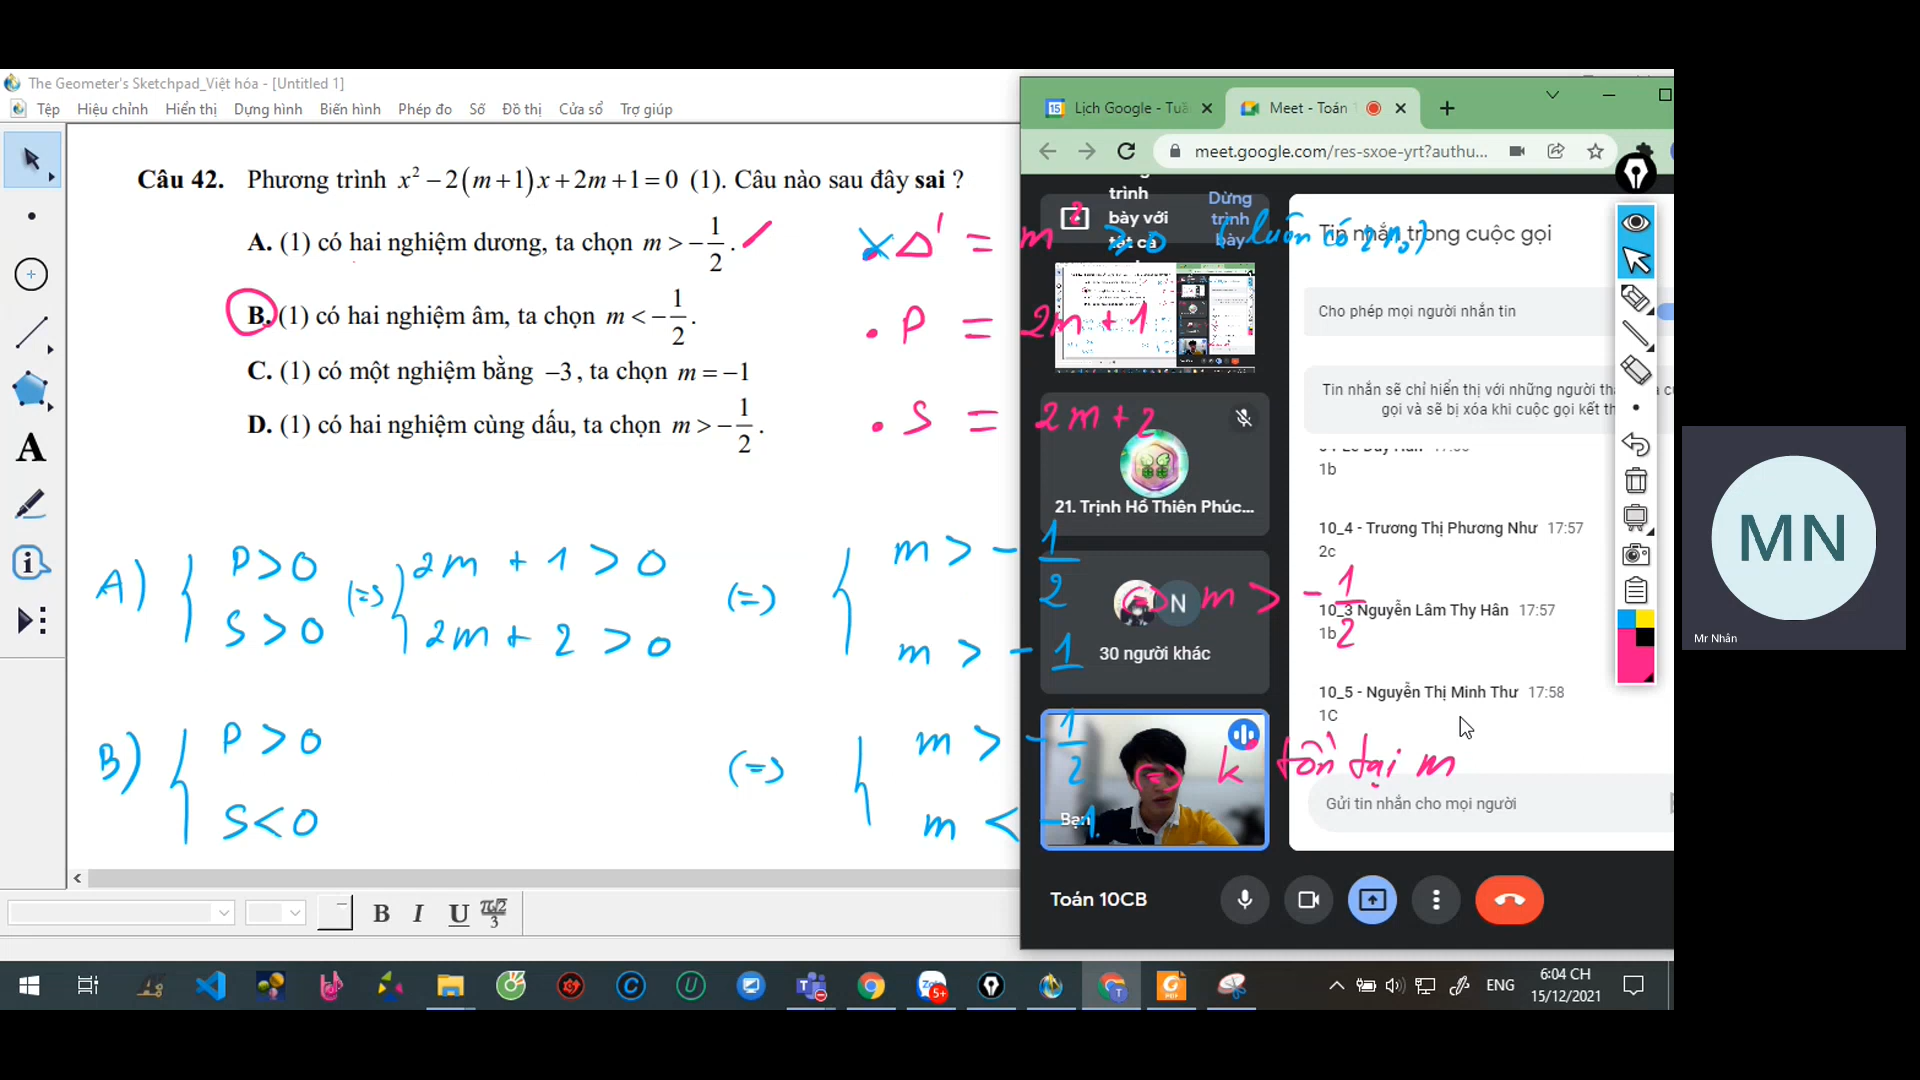 The Geometer's Sketchpad_Việt hóa - [Untitled 1]
Tệp Hiệu chỉnh Hiển thị Dựng hình Biến hình Phép đo Số Đồ thị Cửa sổ Trợ giúp
Câu 42. Phương trình x² − 2(m+1)x + 2m + 1 = 0 (1). Câu nào sau đây sai ?
A. (1) có hai nghiệm dương, ta chọn m > −1/2.
B. (1) có hai nghiệm âm, ta chọn m < −1/2.
C. (1) có một nghiệm bằng −3, ta chọn m = −1
D. (1) có hai nghiệm cùng dấu, ta chọn m > −1/2.
Δ' = m² ≥ 0 (luôn có 2 n₀)
• P = 2m + 1
• S = 2m + 2
A) { P > 0 (=) { 2m + 1 > 0 (=) { m > −1/2 (=) m > −1/2
S > 0 2m + 2 > 0 m > −1
B) { P > 0 (=) { m > −1/2 (=) k tồn tại m
S < 0 m < −1
B I U
Lịch Google - Tuầ
Meet - Toán 1
meet.google.com/res-sxoe-yrt?authu...
trình
bày với
tất cả
Dừng
trình
bày
Tin nhắn trong cuộc gọi
Cho phép mọi người nhắn tin
Tin nhắn sẽ chỉ hiển thị với những người
gọi và sẽ bị xóa khi cuộc gọi kết
1b
10_4 - Trương Thị Phương Như 17:57
2c
10_3 Nguyễn Lâm Thy Hân 17:57
1b
10_5 - Nguyễn Thị Minh Thư 17:58
1C
Gửi tin nhắn cho mọi người
21. Trịnh Hồ Thiên Phúc...
N
30 người khác
Bạn
Toán 10CB
MN
Mr Nhân
ENG
6:04 CH
15/12/2021